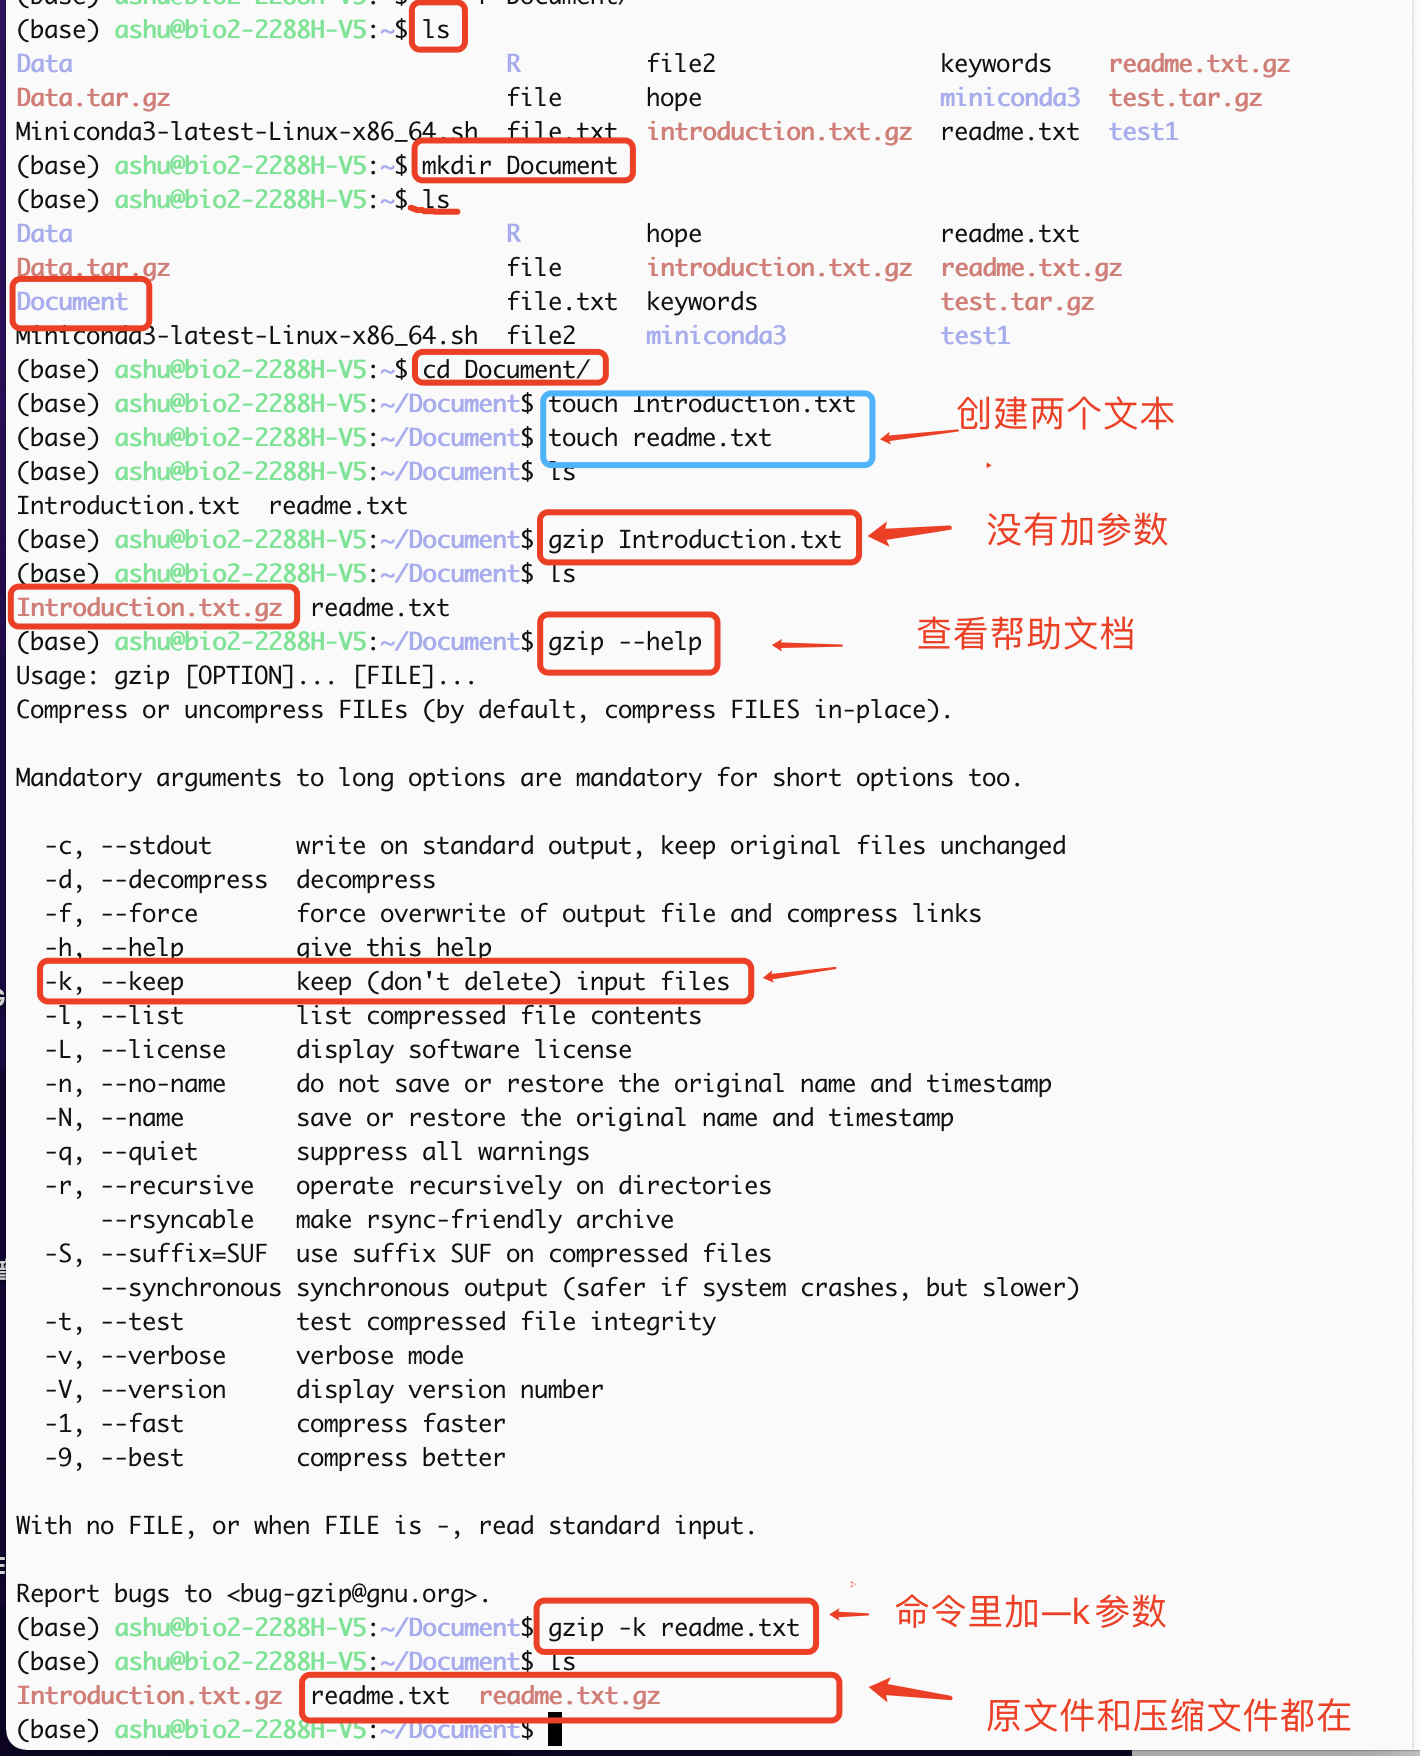 Document/
(base) ashu@bio2-2288H-V5:~$ ls
Data R file2 keywords readme.txt.gz
Data.tar.gz file hope miniconda3 test.tar.gz
Miniconda3-latest-Linux-x86_64.sh file.txt introduction.txt.gz readme.txt test1
(base) ashu@bio2-2288H-V5:~$ mkdir Document
(base) ashu@bio2-2288H-V5:~$ ls
Data R hope readme.txt
Data.tar.gz file introduction.txt.gz readme.txt.gz
Document file.txt keywords test.tar.gz
Miniconda3-latest-Linux-x86_64.sh file2 miniconda3 test1
(base) ashu@bio2-2288H-V5:~$ cd Document/
(base) ashu@bio2-2288H-V5:~/Document$ touch Introduction.txt
创建两个文本
(base) ashu@bio2-2288H-V5:~/Document$ touch readme.txt
(base) ashu@bio2-2288H-V5:~/Document$ ls
Introduction.txt readme.txt
(base) ashu@bio2-2288H-V5:~/Document$ gzip Introduction.txt
没有加参数
(base) ashu@bio2-2288H-V5:~/Document$ ls
Introduction.txt.gz readme.txt
(base) ashu@bio2-2288H-V5:~/Document$ gzip --help
查看帮助文档
Usage: gzip [OPTION]... [FILE]...
Compress or uncompress FILEs (by default, compress FILES in-place).
Mandatory arguments to long options are mandatory for short options too.
-c, --stdout write on standard output, keep original files unchanged
-d, --decompress decompress
-f, --force force overwrite of output file and compress links
-h, --help give this help
-k, --keep keep (don't delete) input files
-l, --list list compressed file contents
-L, --license display software license
-n, --no-name do not save or restore the original name and timestamp
-N, --name save or restore the original name and timestamp
-q, --quiet suppress all warnings
-r, --recursive operate recursively on directories
--rsyncable make rsync-friendly archive
-S, --suffix=SUF use suffix SUF on compressed files
--synchronous synchronous output (safer if system crashes, but slower)
-t, --test test compressed file integrity
-v, --verbose verbose mode
-V, --version display version number
-1, --fast compress faster
-9, --best compress better
With no FILE, or when FILE is -, read standard input.
Report bugs to <bug-gzip@gnu.org>.
(base) ashu@bio2-2288H-V5:~/Document$ gzip -k readme.txt
命令里加—k参数
(base) ashu@bio2-2288H-V5:~/Document$ ls
Introduction.txt.gz readme.txt readme.txt.gz
原文件和压缩文件都在
(base) ashu@bio2-2288H-V5:~/Document$